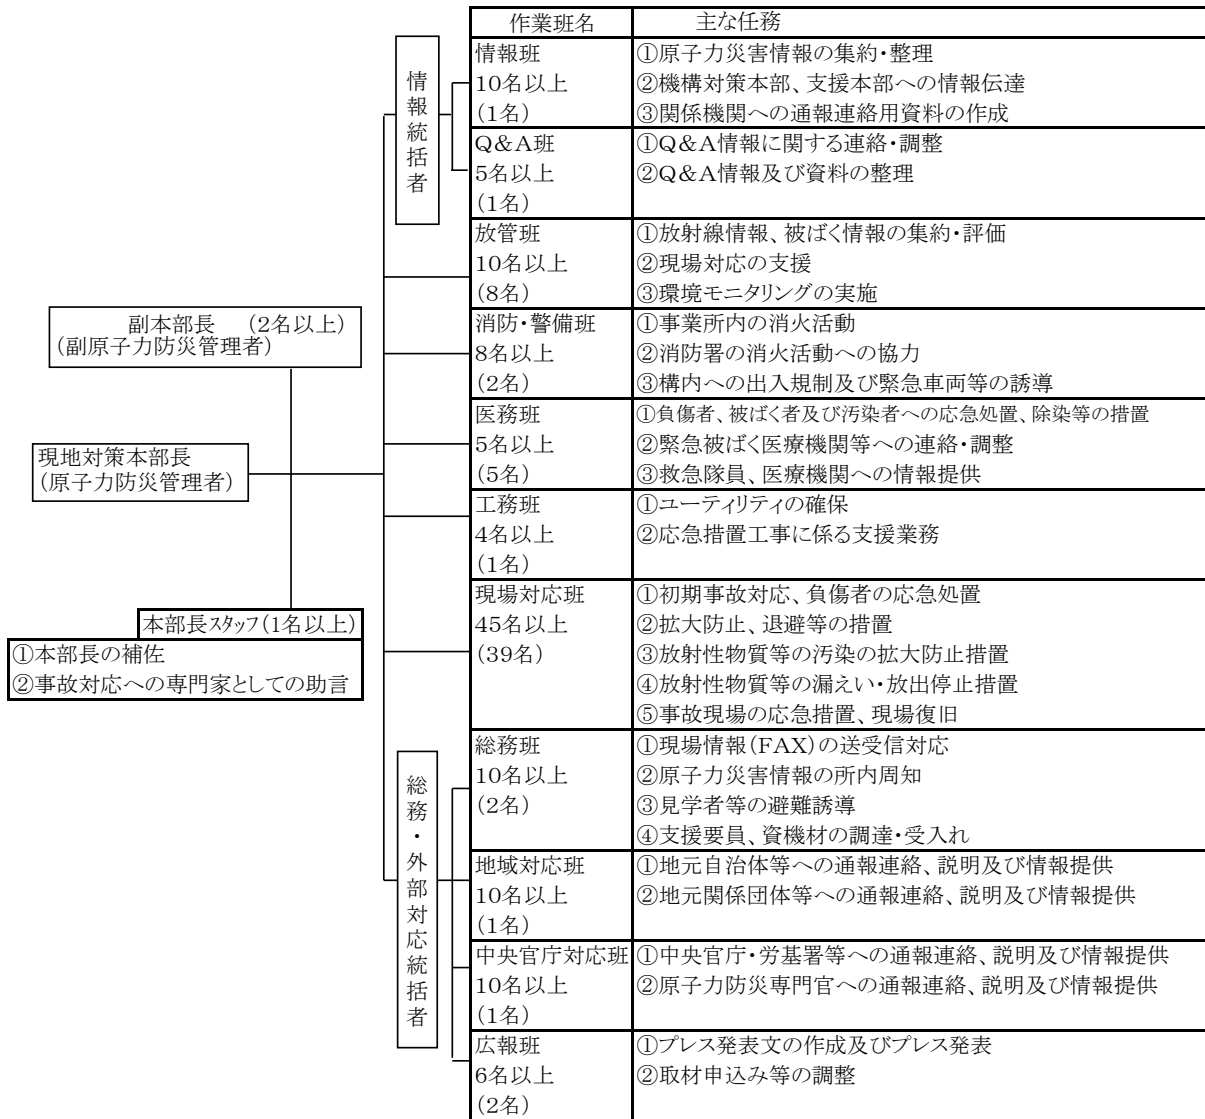 作業班名 主な任務
情報統括者
情報班
10名以上
(1名)
①原子力災害情報の集約・整理
②機構対策本部、支援本部への情報伝達
③関係機関への通報連絡用資料の作成
Q&A班
5名以上
(1名)
①Q&A情報に関する連絡・調整
②Q&A情報及び資料の整理
放管班
10名以上
(8名)
①放射線情報、被ばく情報の集約・評価
②現場対応の支援
③環境モニタリングの実施
副本部長 (2名以上)
(副原子力防災管理者)
消防・警備班
8名以上
(2名)
①事業所内の消火活動
②消防署の消火活動への協力
③構内への出入規制及び緊急車両等の誘導
現地対策本部長
(原子力防災管理者)
医務班
5名以上
(5名)
①負傷者、被ばく者及び汚染者への応急処置、除染等の措置
②緊急被ばく医療機関等への連絡・調整
③救急隊員、医療機関への情報提供
工務班
4名以上
(1名)
①ユーティリティの確保
②応急措置工事に係る支援業務
本部長スタッフ(1名以上)
①本部長の補佐
②事故対応への専門家としての助言
現場対応班
45名以上
(39名)
①初期事故対応、負傷者の応急処置
②拡大防止、退避等の措置
③放射性物質等の汚染の拡大防止措置
④放射性物質等の漏えい・放出停止措置
⑤事故現場の応急措置、現場復旧
総務・外部対応統括者
総務班
10名以上
(2名)
①現場情報(FAX)の送受信対応
②原子力災害情報の所内周知
③見学者等の避難誘導
④支援要員、資機材の調達・受入れ
地域対応班
10名以上
(1名)
①地元自治体等への通報連絡、説明及び情報提供
②地元関係団体等への通報連絡、説明及び情報提供
中央官庁対応班
10名以上
(1名)
①中央官庁・労基署等への通報連絡、説明及び情報提供
②原子力防災専門官への通報連絡、説明及び情報提供
広報班
6名以上
(2名)
①プレス発表文の作成及びプレス発表
②取材申込み等の調整